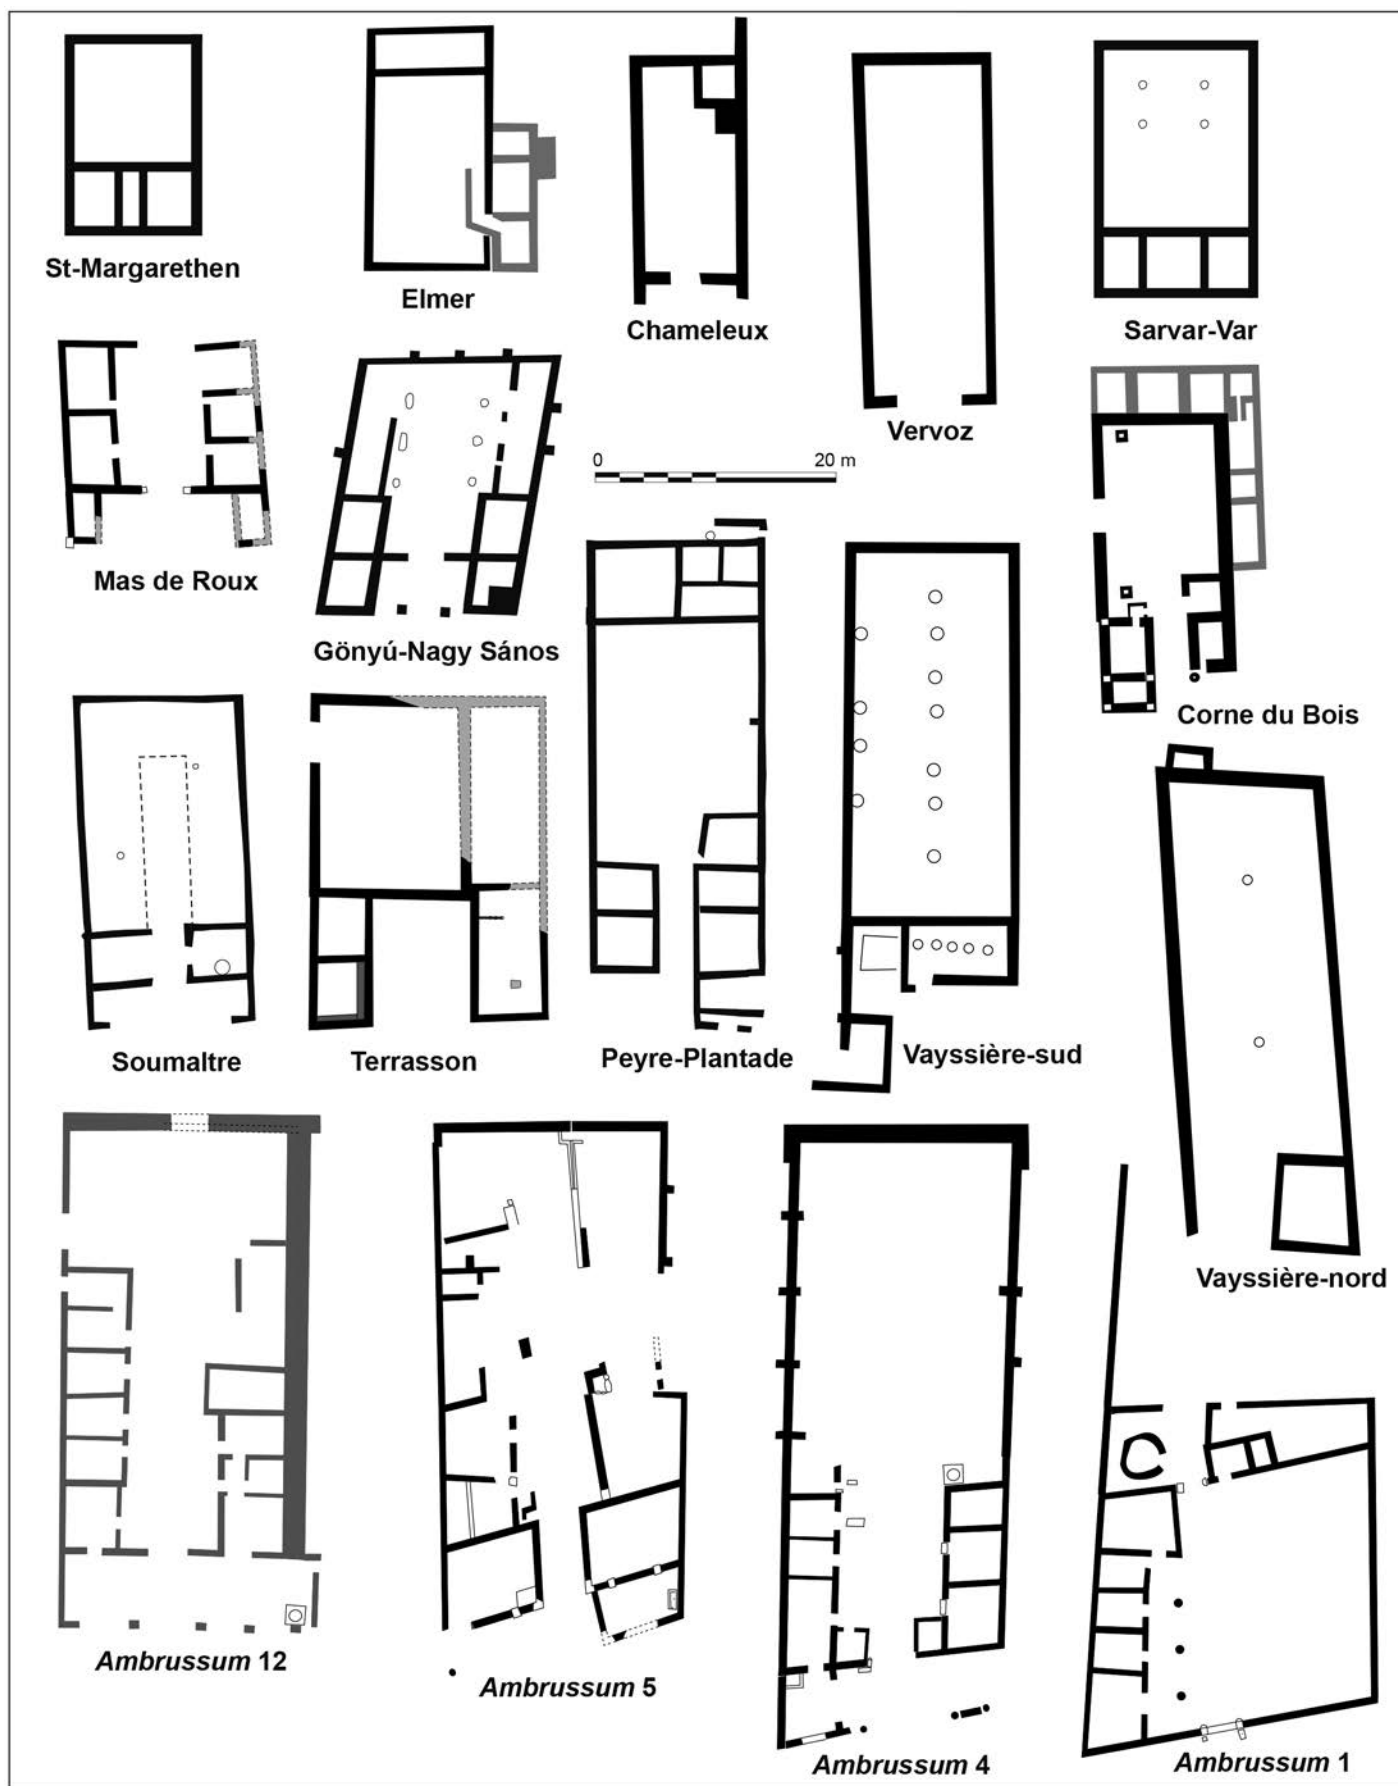 St-Margarethen
Elmer
Chameleux
Vervoz
Sarvar-Var
Mas de Roux
Gönyú-Nagy Sános
0 20 m
Corne du Bois
Soumaltre
Terrasson
Peyre-Plantade
Vayssière-sud
Vayssière-nord
Ambrussum 12
Ambrussum 5
Ambrussum 4
Ambrussum 1